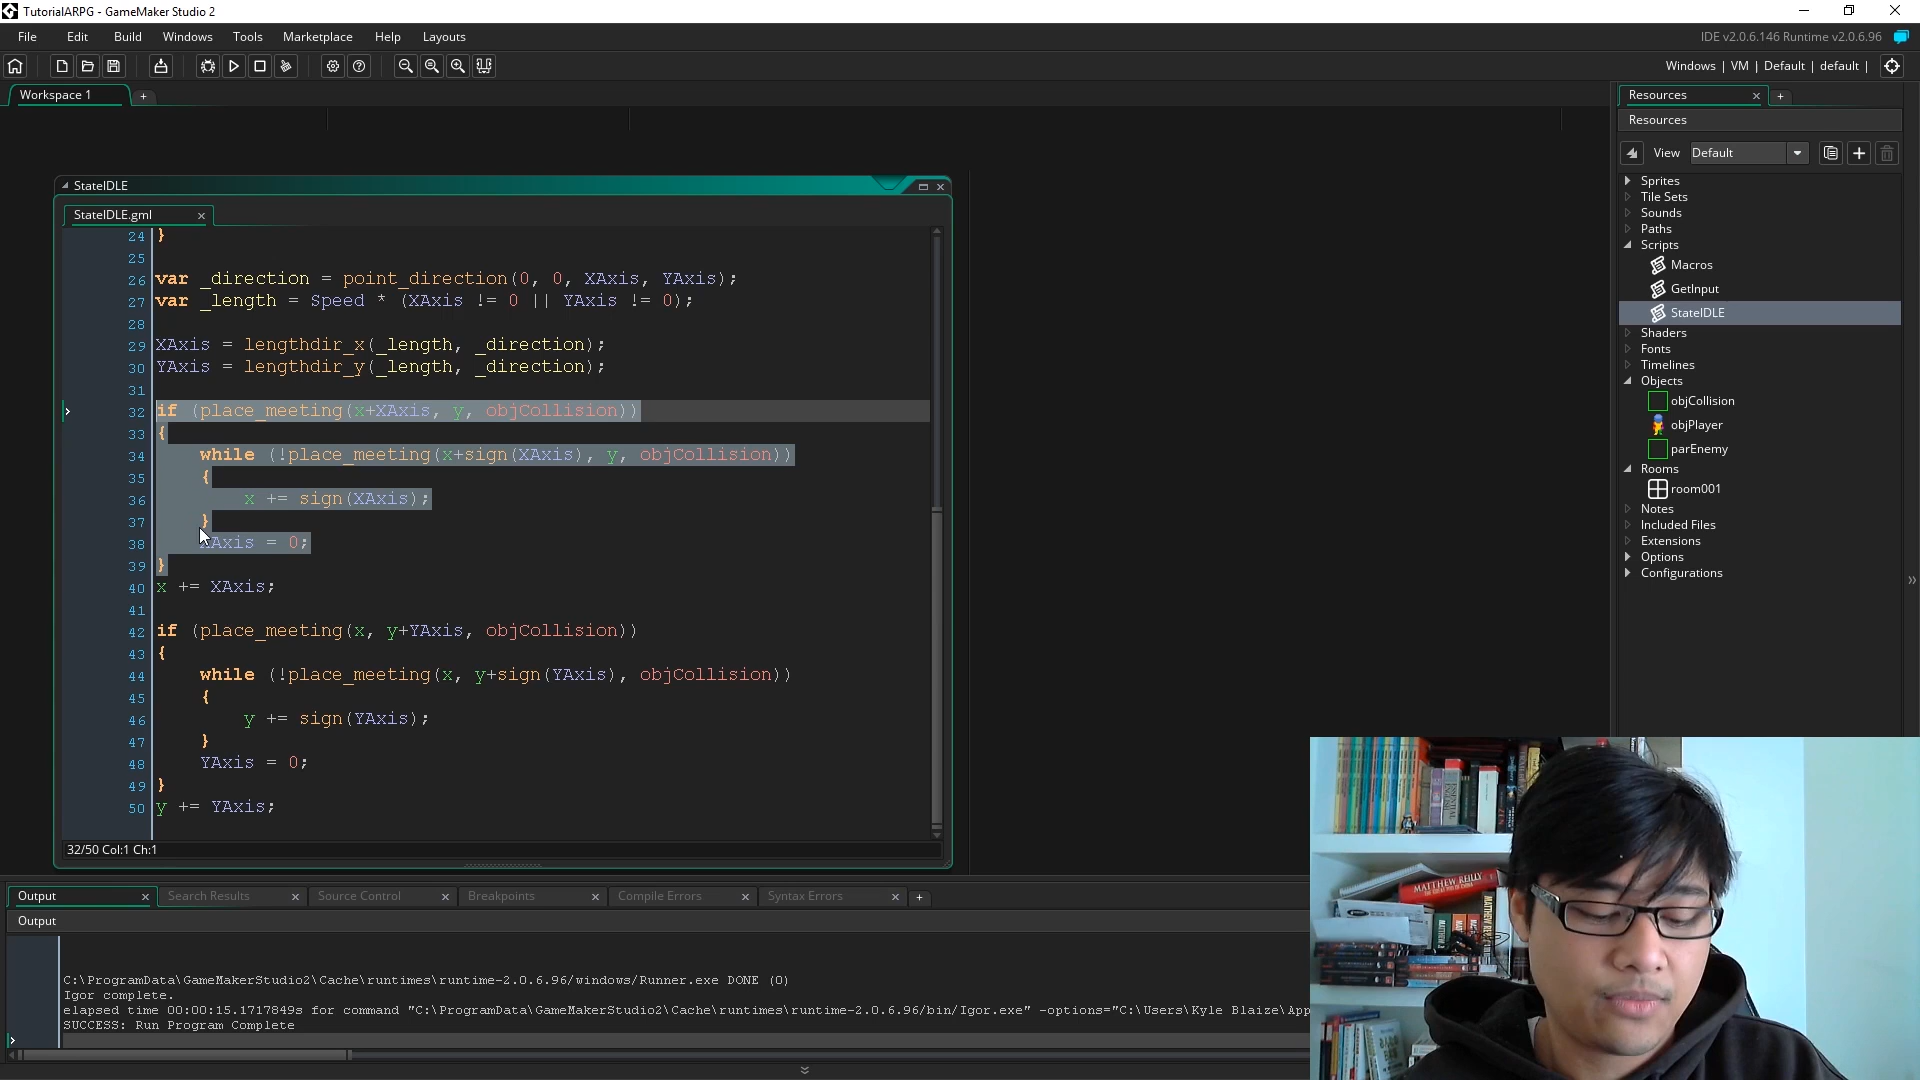 TutorialARPG - GameMaker Studio 2
File Edit Build Windows Tools Marketplace Help Layouts
IDE v2.0.6.146 Runtime v2.0.6.96
Windows | VM | Default | default |
Workspace 1
+
StateIDLE
StateIDLE.gml
24 }
25
26 var _direction = point_direction(0, 0, XAxis, YAxis);
27 var _length = Speed * (XAxis != 0 || YAxis != 0);
28
29 XAxis = lengthdir_x(_length, _direction);
30 YAxis = lengthdir_y(_length, _direction);
31
32 if (place_meeting(x+XAxis, y, objCollision))
33 {
34 while (!place_meeting(x+sign(XAxis), y, objCollision))
35 {
36 x += sign(XAxis);
37 }
38 XAxis = 0;
39 }
40 x += XAxis;
41
42 if (place_meeting(x, y+YAxis, objCollision))
43 {
44 while (!place_meeting(x, y+sign(YAxis), objCollision))
45 {
46 y += sign(YAxis);
47 }
48 YAxis = 0;
49 }
50 y += YAxis;
32/50 Col:1 Ch:1
Resources
+
Resources
View Default
Sprites
Tile Sets
Sounds
Paths
Scripts
Macros
GetInput
StateIDLE
Shaders
Fonts
Timelines
Objects
objCollision
objPlayer
parEnemy
Rooms
room001
Notes
Included Files
Extensions
Options
Configurations
Output Search Results Source Control Breakpoints Compile Errors Syntax Errors +
Output
C:\ProgramData\GameMakerStudio2\Cache\runtimes\runtime-2.0.6.96/windows/Runner.exe DONE (0)
Igor complete.
elapsed time 00:00:15.1717849s for command "C:\ProgramData\GameMakerStudio2\Cache\runtimes\runtime-2.0.6.96/bin/Igor.exe" -options="C:\Users\Kyle Blaize\App
SUCCESS: Run Program Complete
MATTHEW REILLY